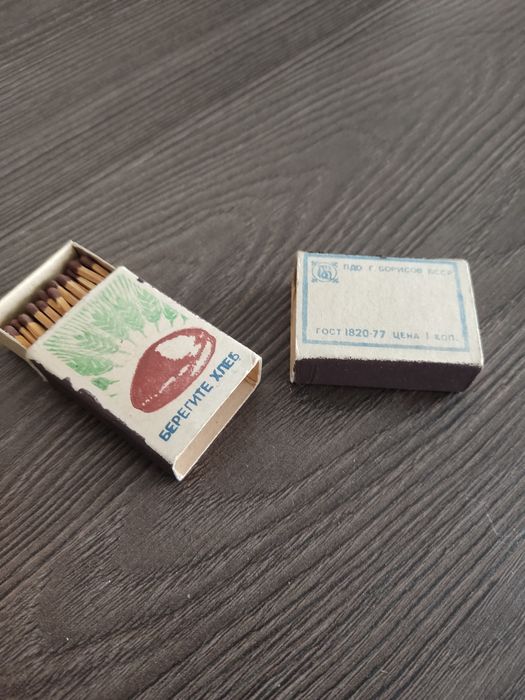 БЕРЕГИТЕ ХЛЕБ
ПДО Г. БОРИСОВ БССР
ГОСТ 1820-77 ЦЕНА 1 КОП.